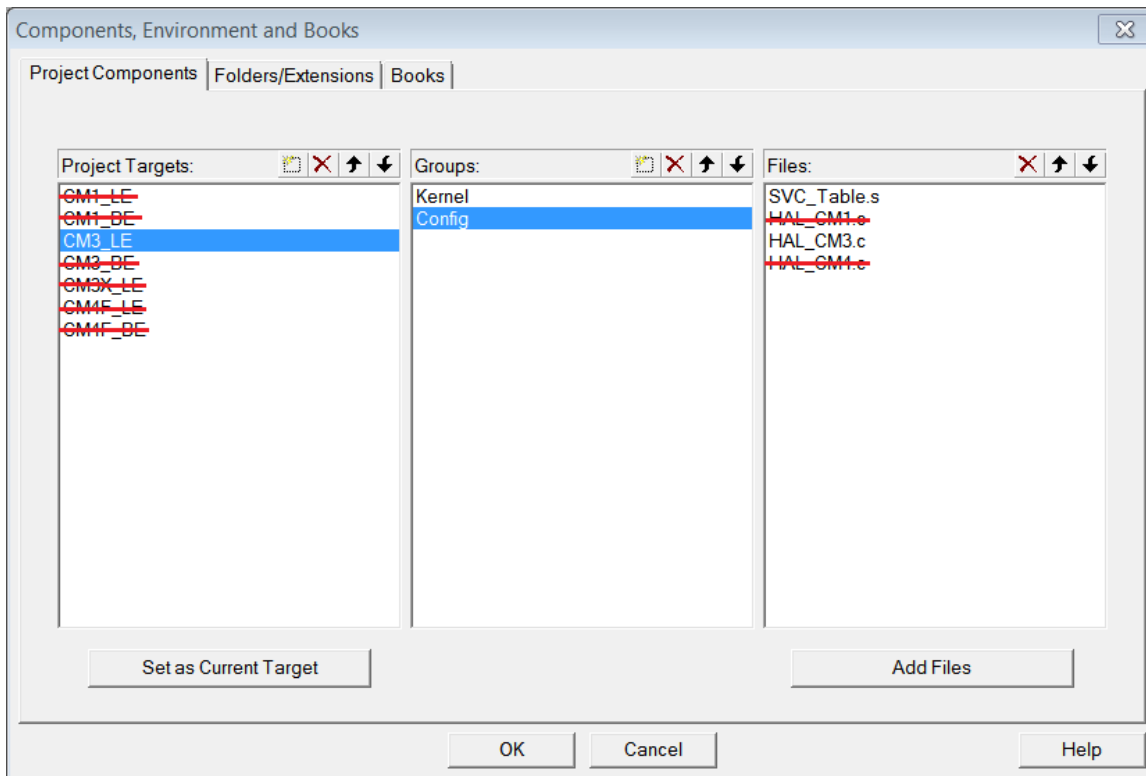 Components, Environment and Books
Project Components Folders/Extensions Books
Project Targets:
CM1_LE
CM1_BE
CM3_LE
CM3_BE
CM3X_LE
CM4F_LE
CM4F_BE
Set as Current Target
Groups:
Kernel
Config
Files:
SVC_Table.s
HAL_CM1.c
HAL_CM3.c
HAL_CM4.c
Add Files
OK Cancel Help